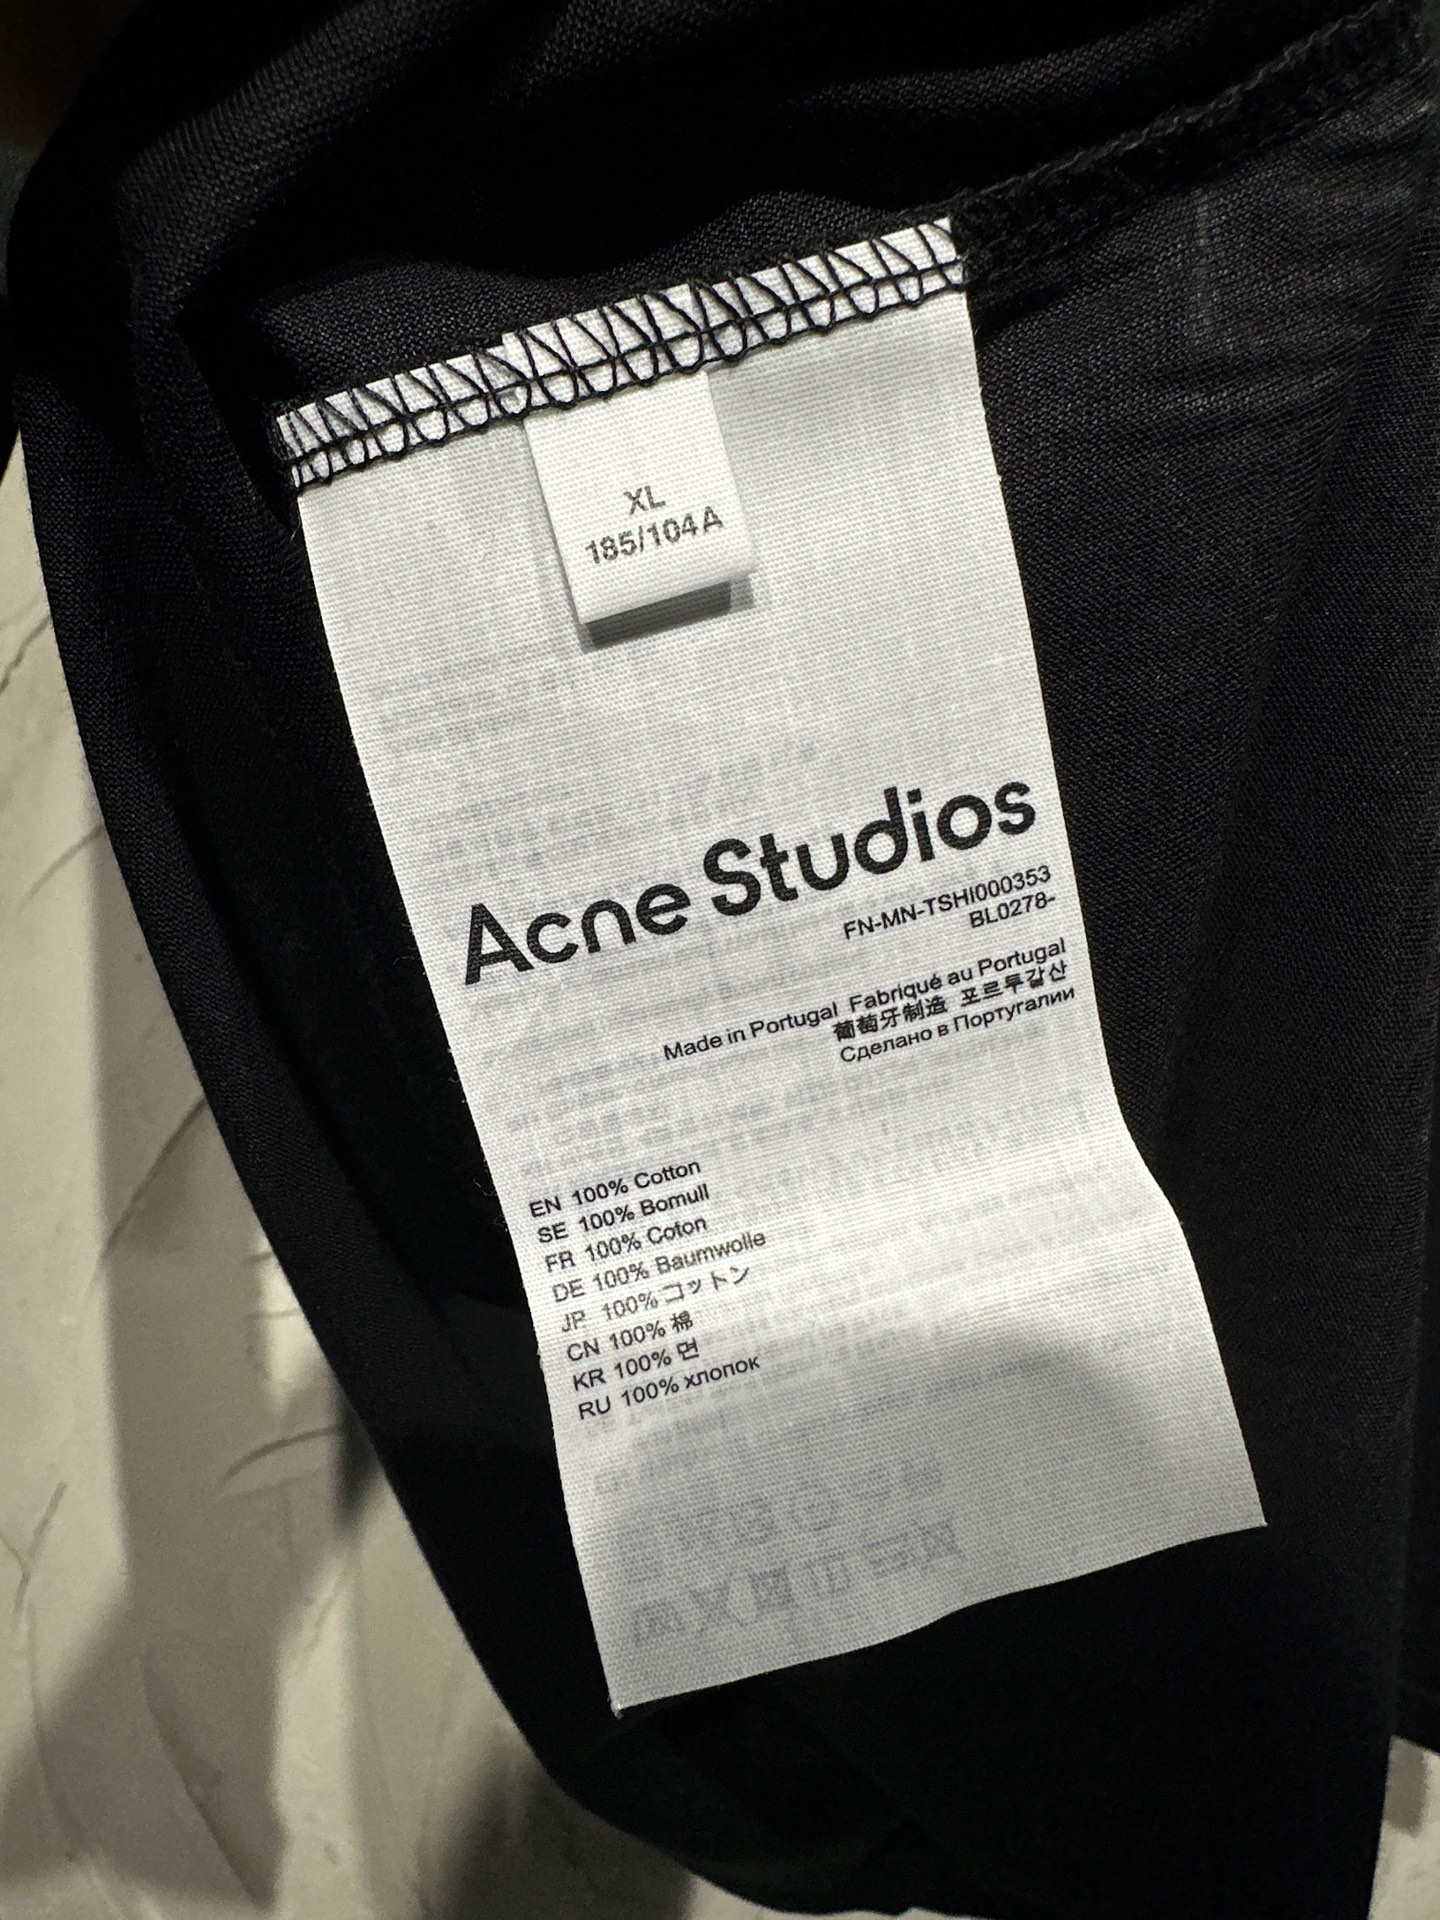 XL
185/104A
Acne Studios
FN-MN-TSHI000353
BL0278-
Made in Portugal Fabriqué au Portugal
葡萄牙制造 포르투갈산
Сделано в Португалии
EN 100% Cotton
SE 100% Bomull
FR 100% Coton
DE 100% Baumwolle
JP 100% コットン
CN 100% 棉
KR 100% 면
RU 100% хлопок